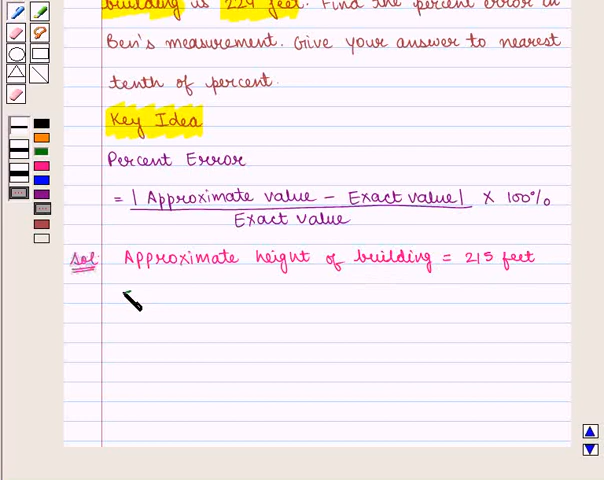 building is 224 feet. Find the percent error in
Ben's measurement. Give your answer to nearest
tenth of percent.
Key Idea
Percent Error
= | Approximate value - Exact value | × 100%
Exact value
Sol. Approximate height of building = 215 feet